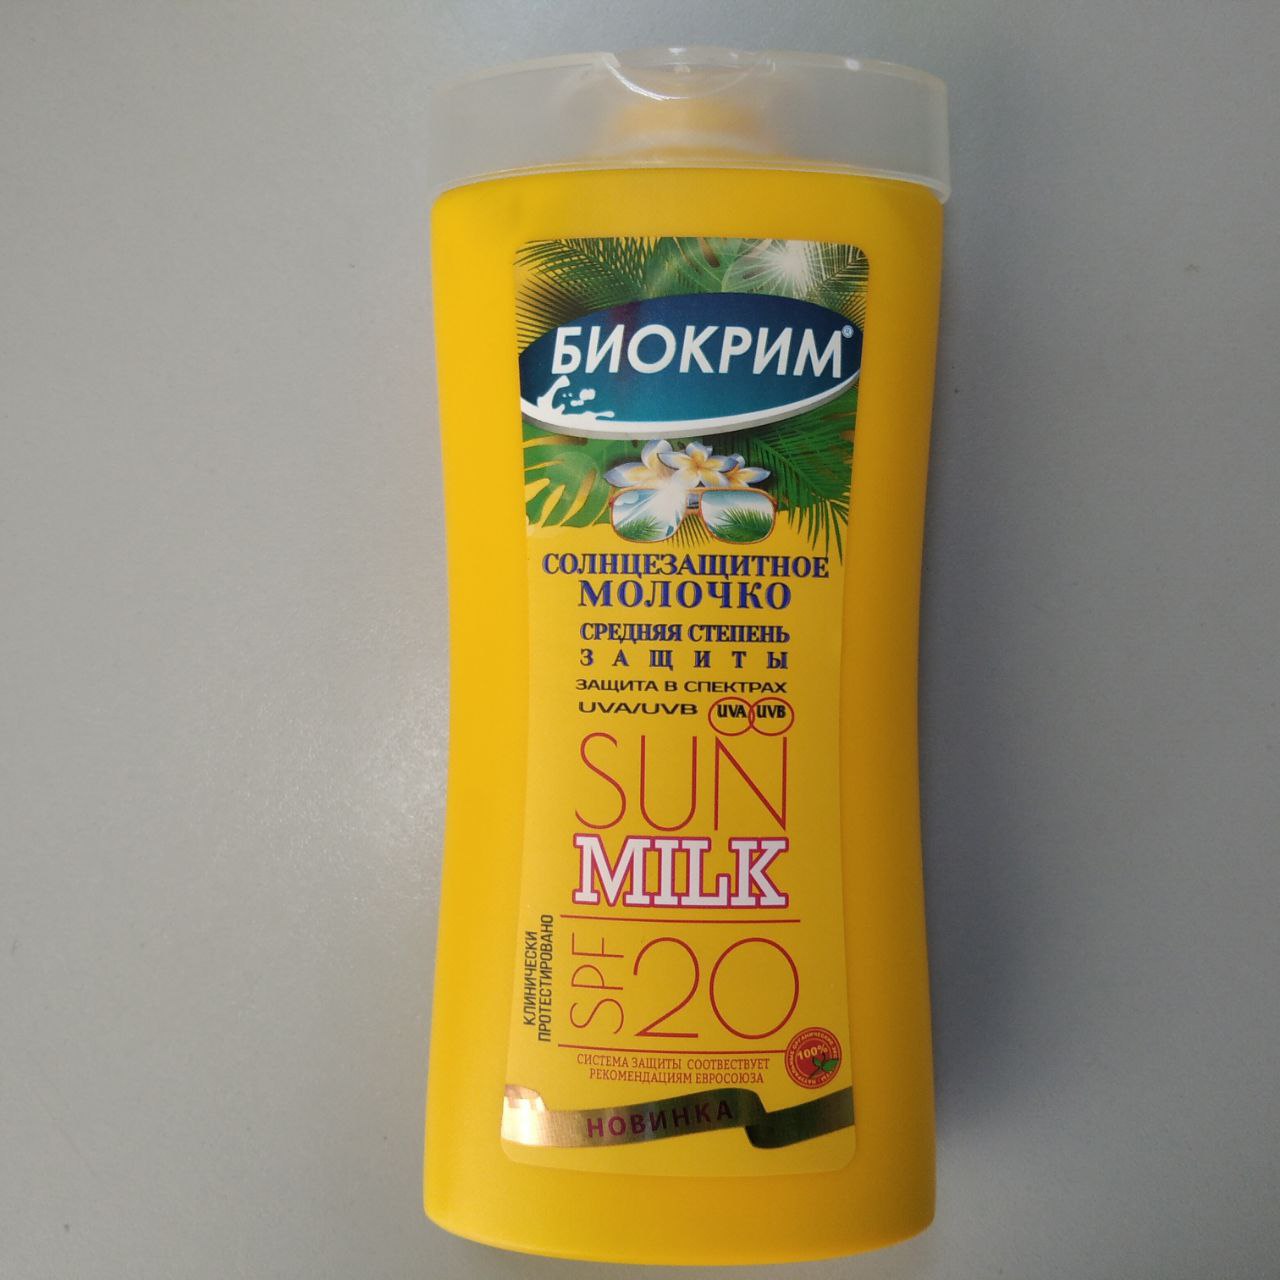 БИОКРИМ®
СОЛНЦЕЗАЩИТНОЕ
МОЛОЧКО
СРЕДНЯЯ СТЕПЕНЬ
ЗАЩИТЫ
ЗАЩИТА В СПЕКТРАХ
UVA/UVB UVA UVB
SUN
MILK
КЛИНИЧЕСКИ
ПРОТЕСТИРОВАНО
SPF 20
СИСТЕМА ЗАЩИТЫ СООТВЕСТВУЕТ
РЕКОМЕНДАЦИЯМ ЕВРОСОЮЗА
100%
НОВИНКА